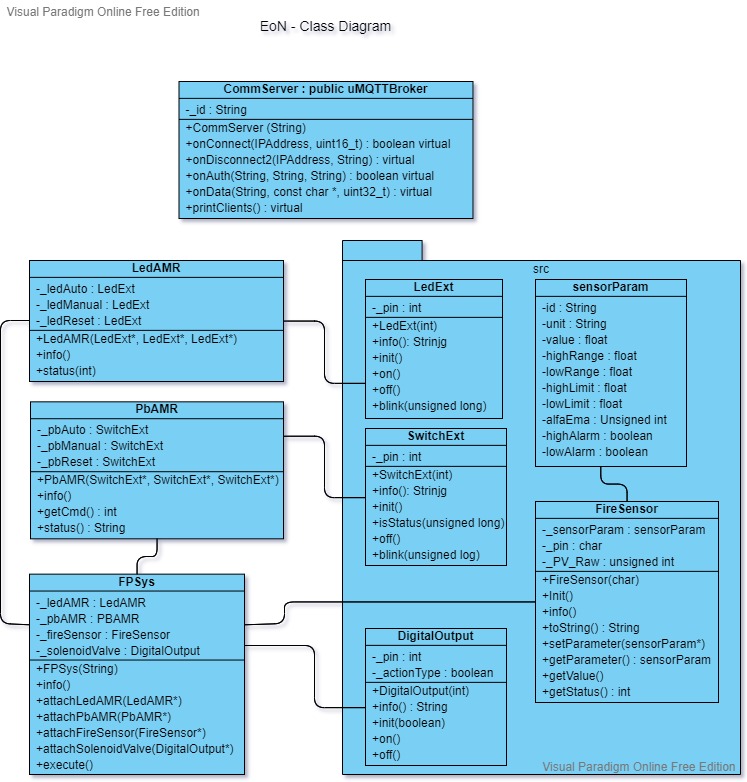 Visual Paradigm Online Free Edition
EoN - Class Diagram
CommServer : public uMQTTBroker
-_id : String
+CommServer (String)
+onConnect(IPAddress, uint16_t) : boolean virtual
+onDisconnect2(IPAddress, String) : virtual
+onAuth(String, String, String) : boolean virtual
+onData(String, const char *, uint32_t) : virtual
+printClients() : virtual
LedAMR
-_ledAuto : LedExt
-_ledManual : LedExt
-_ledReset : LedExt
+LedAMR(LedExt*, LedExt*, LedExt*)
+info()
+status(int)
PbAMR
-_pbAuto : SwitchExt
-_pbManual : SwitchExt
-_pbReset : SwitchExt
+PbAMR(SwitchExt*, SwitchExt*, SwitchExt*)
+info()
+getCmd() : int
+status() : String
FPSys
-_ledAMR : LedAMR
-_pbAMR : PBAMR
-_fireSensor : FireSensor
-_solenoidValve : DigitalOutput
+FPSys(String)
+info()
+attachLedAMR(LedAMR*)
+attachPbAMR(PbAMR*)
+attachFireSensor(FireSensor*)
+attachSolenoidValve(DigitalOutput*)
+execute()
src
LedExt
-_pin : int
+LedExt(int)
+info(): Strinjg
+init()
+on()
+off()
+blink(unsigned long)
SwitchExt
-_pin : int
+SwitchExt(int)
+info(): Strinjg
+init()
+isStatus(unsigned long)
+off()
+blink(unsigned log)
DigitalOutput
-_pin : int
-_actionType : boolean
+DigitalOutput(int)
+info() : String
+init(boolean)
+on()
+off()
sensorParam
-id : String
-unit : String
-value : float
-highRange : float
-lowRange : float
-highLimit : float
-lowLimit : float
-alfaEma : Unsigned int
-highAlarm : boolean
-lowAlarm : boolean
FireSensor
-_sensorParam : sensorParam
-_pin : char
-_PV_Raw : unsigned int
+FireSensor(char)
+Init()
+info()
+toString() : String
+setParameter(sensorParam*)
+getParameter() : sensorParam
+getValue()
+getStatus() : int
Visual Paradigm Online Free Edition